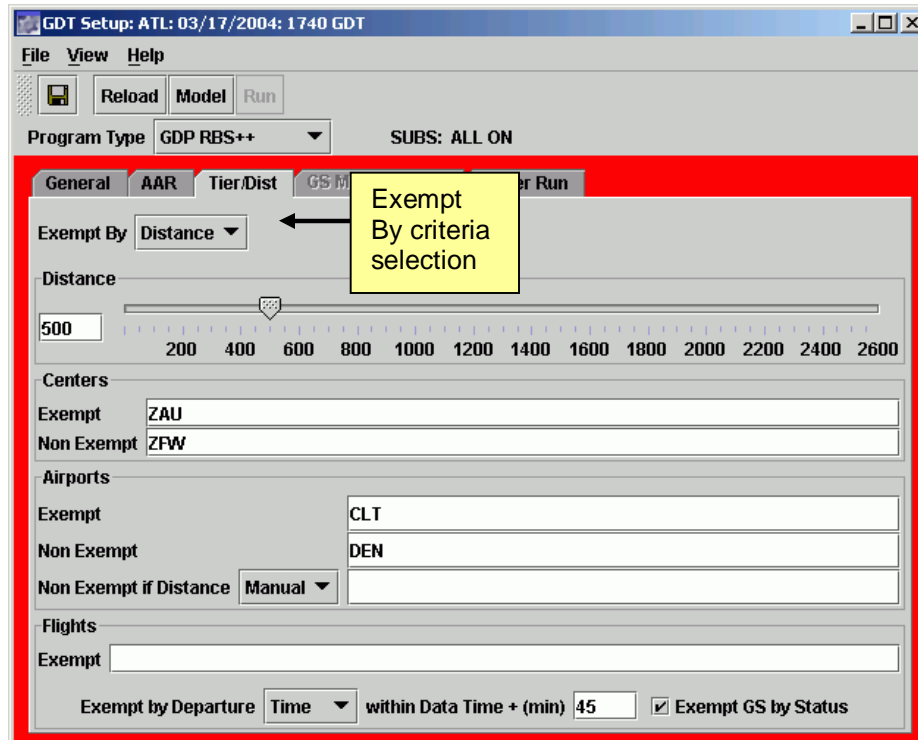 GDT Setup: ATL: 03/17/2004: 1740 GDT
File View Help
Reload Model Run
Program Type GDP RBS++ SUBS: ALL ON
General AAR Tier/Dist GS M Run
Exempt
By criteria
selection
Exempt By Distance
Distance
500
200 400 600 800 1000 1200 1400 1600 1800 2000 2200 2400 2600
Centers
Exempt ZAU
Non Exempt ZFW
Airports
Exempt CLT
Non Exempt DEN
Non Exempt if Distance Manual
Flights
Exempt
Exempt by Departure Time within Data Time + (min) 45 Exempt GS by Status